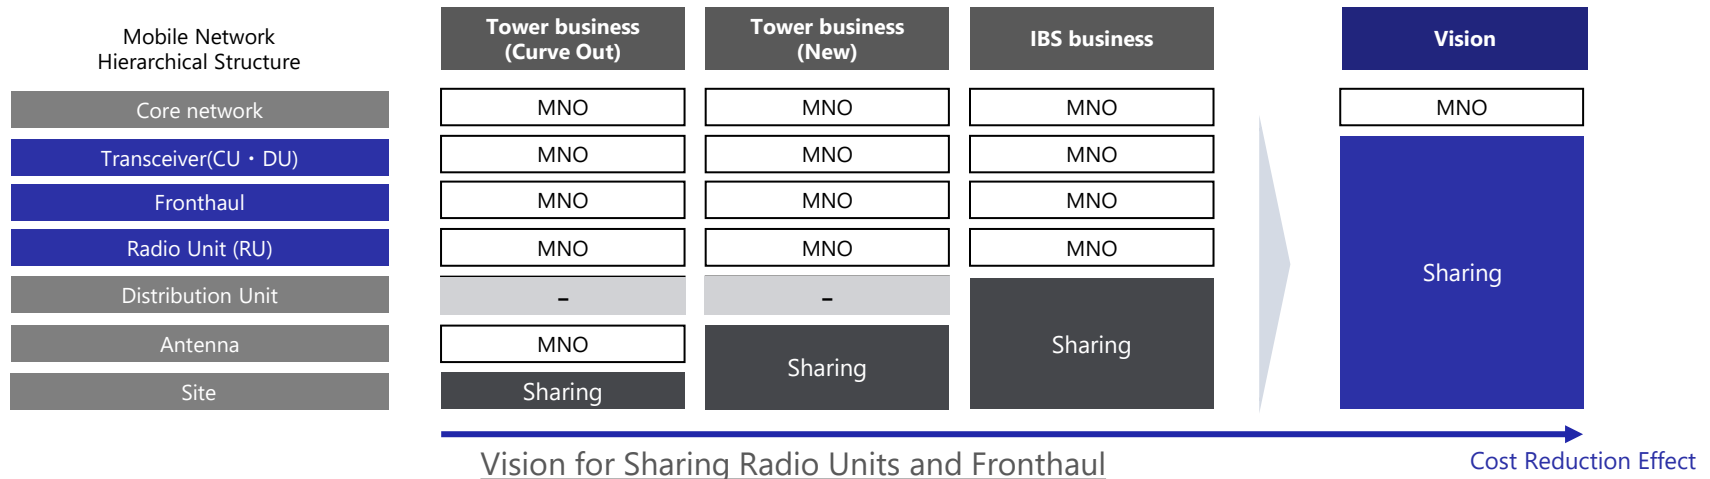 Mobile Network
Hierarchical Structure
Tower business
(Curve Out)
Tower business
(New)
IBS business
Vision
Core network
MNO
MNO
MNO
MNO
Transceiver(CU・DU)
MNO
MNO
MNO
Fronthaul
MNO
MNO
MNO
Radio Unit (RU)
MNO
MNO
MNO
Sharing
Distribution Unit
–
–
Antenna
MNO
Sharing
Sharing
Site
Sharing
Vision for Sharing Radio Units and Fronthaul
Cost Reduction Effect